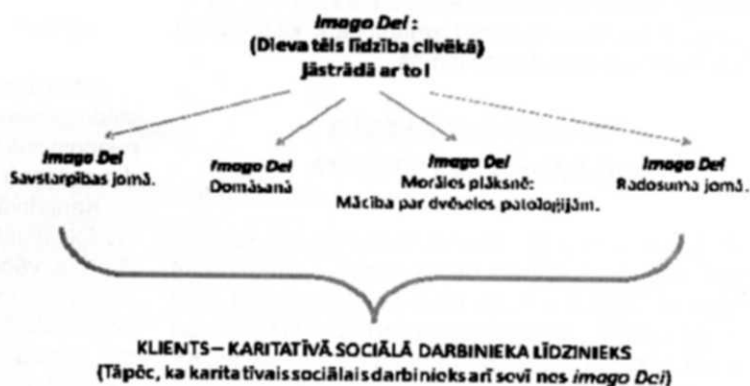 Imago Dei :
(Dieva tēls līdzība cilvēkā)
Jāstrādā ar to!
Imago Dei
Savstarpības jomā.
Imago Dei
Domāšanā
Imago Dei
Morāles plāksnē:
Mācība par dvēseles patoloģijām.
Imago Dei
Radošuma jomā.
KLIENTS – KARITATĪVĀ SOCIĀLĀ DARBINIEKA LĪDZINIEKS
(Tāpēc, ka karitatīvais sociālais darbinieks arī sevī nes imago Dei)